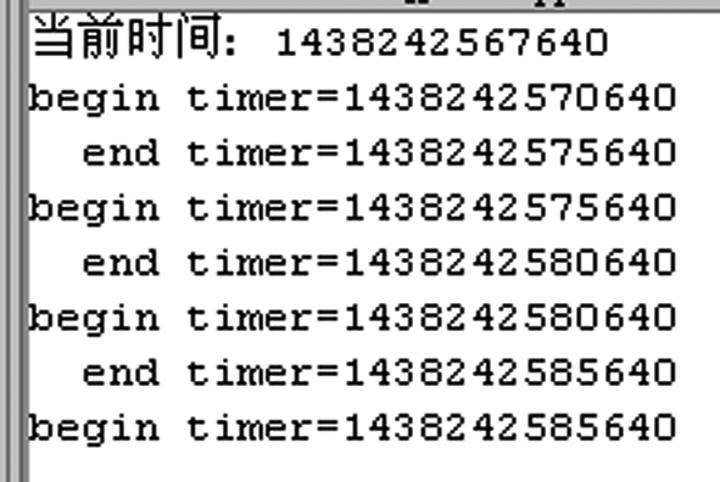 当前时间： 1438242567640
begin timer=1438242570640
end timer=1438242575640
begin timer=1438242575640
end timer=1438242580640
begin timer=1438242580640
end timer=1438242585640
begin timer=1438242585640